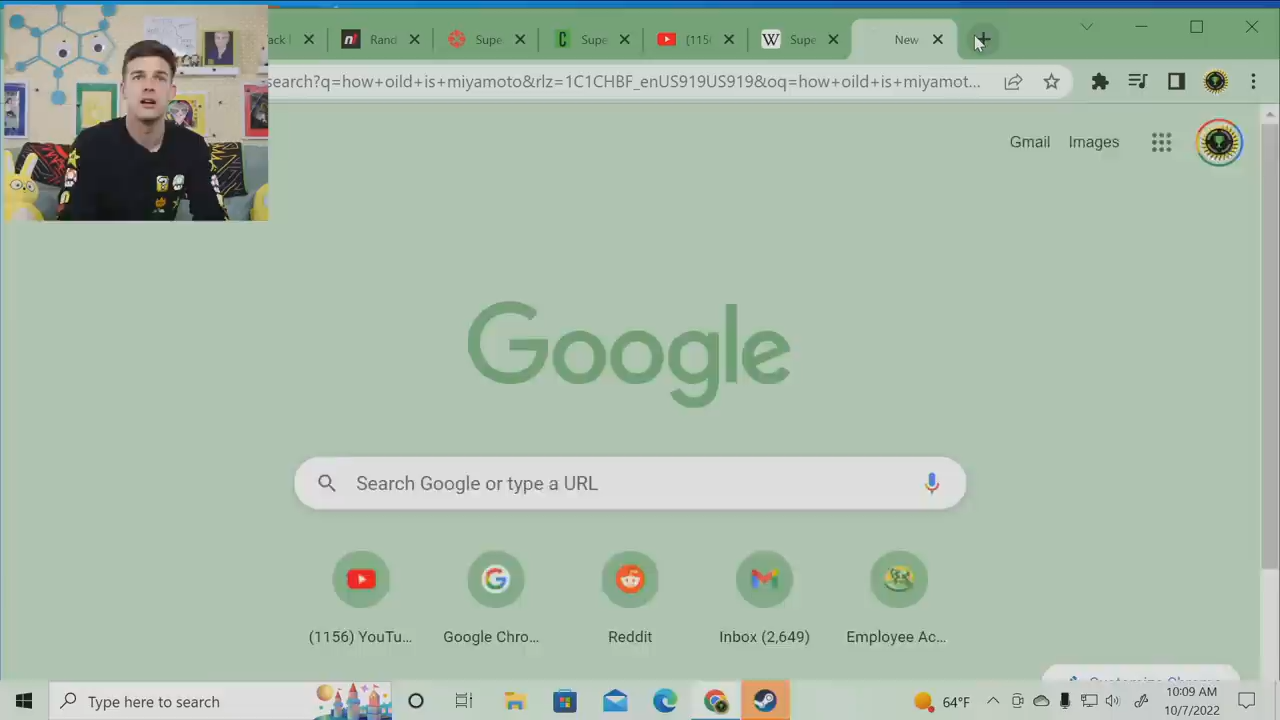 ack
Rand
Supe
Supe
(115
Supe
New
search?q=how+oild+is+miyamoto&rlz=1C1CHBF_enUS919US919&oq=how+oild+is+miyamot...
Gmail
Images
Google
Search Google or type a URL
(1156) YouTu...
Google Chro...
Reddit
Inbox (2,649)
Employee Ac...
Type here to search
64°F
10:09 AM
10/7/2022